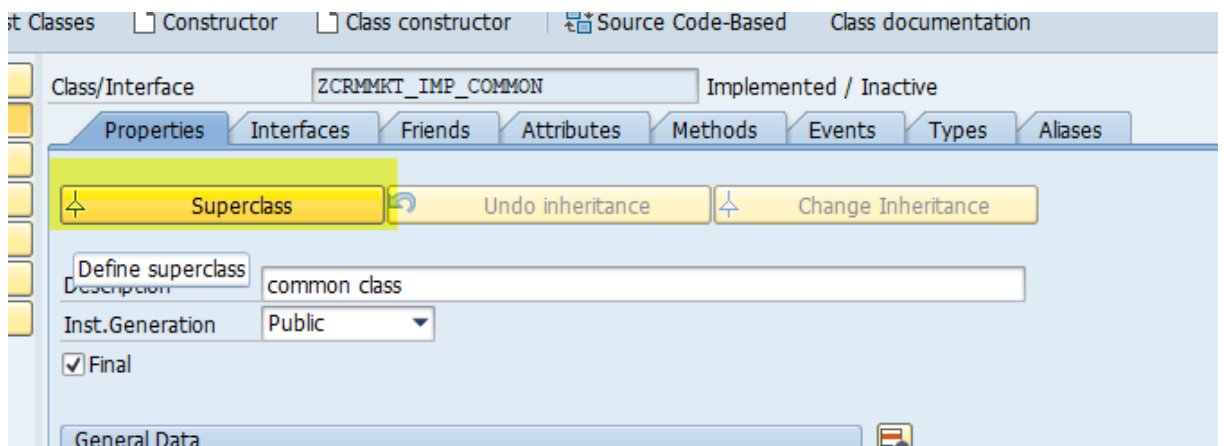 st Classes Constructor Class constructor Source Code-Based Class documentation
Class/Interface ZCRMMKT_IMP_COMMON Implemented / Inactive
Properties Interfaces Friends Attributes Methods Events Types Aliases
Superclass Undo inheritance Change Inheritance
Define superclass
Description common class
Inst.Generation Public
Final
General Data